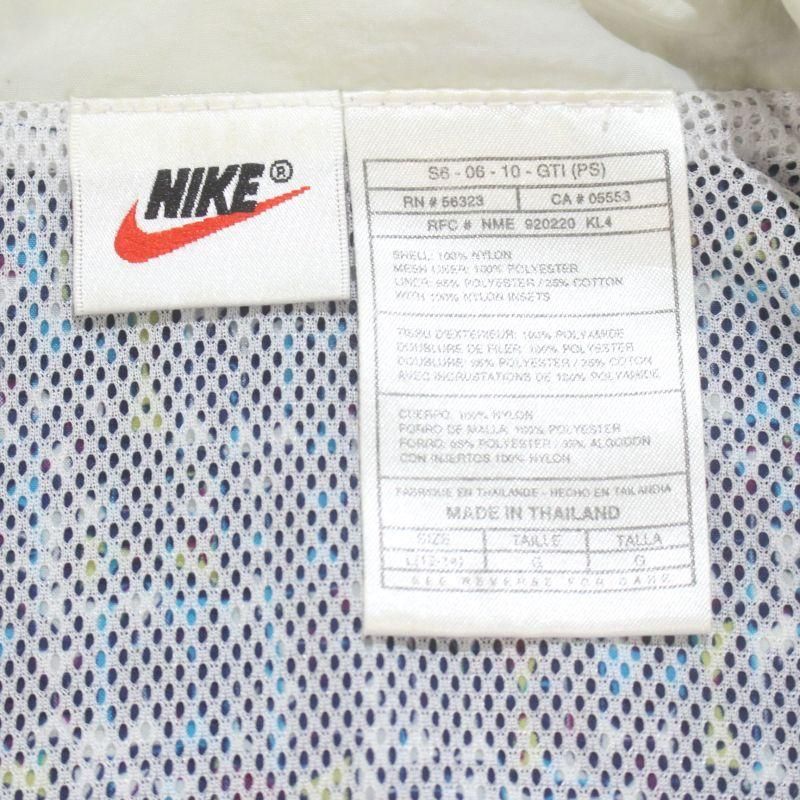 NIKE®
S6 - 06 - 10 - GTI (PS)
RN # 56323 CA # 05553
RFC # NME 920220 KL4
SHELL: 100% NYLON
MESH LINER: 100% POLYESTER
LINER: 65% POLYESTER / 35% COTTON
WITH 100% NYLON INSETS
TISSU D'EXTERIEUR: 100% POLYAMIDE
DOUBLURE DE FILER: 100% POLYESTER
DOUBLURE: 65% POLYESTER / 35% COTON
AVEC INCRUSTATIONS DE 100% POLYAMIDE
CUERPO: 100% NYLON
FORRO DE MALLA: 100% POLYESTER
FORRO: 65% POLYESTER / 35% ALGODON
CON INJERTOS 100% NYLON
FABRIQUE EN THAILANDE - HECHO EN TAILANDIA
MADE IN THAILAND
SIZE TAILLE TALLA
L(12-14) G G
SEE REVERSE FOR CARE